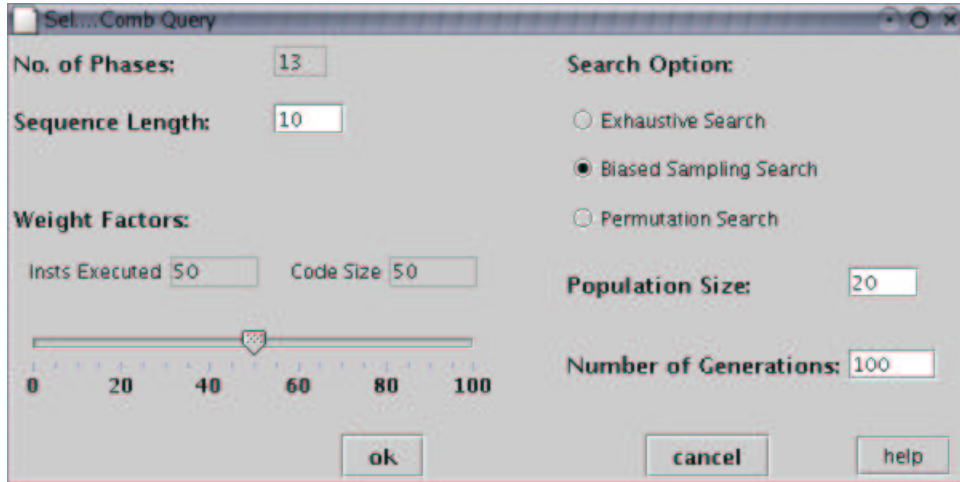 Sel....Comb Query
No. of Phases: 13
Sequence Length: 10
Weight Factors:
Insts Executed 50 Code Size 50
0 20 40 60 80 100
Search Option:
Exhaustive Search
Biased Sampling Search
Permutation Search
Population Size: 20
Number of Generations: 100
ok cancel help